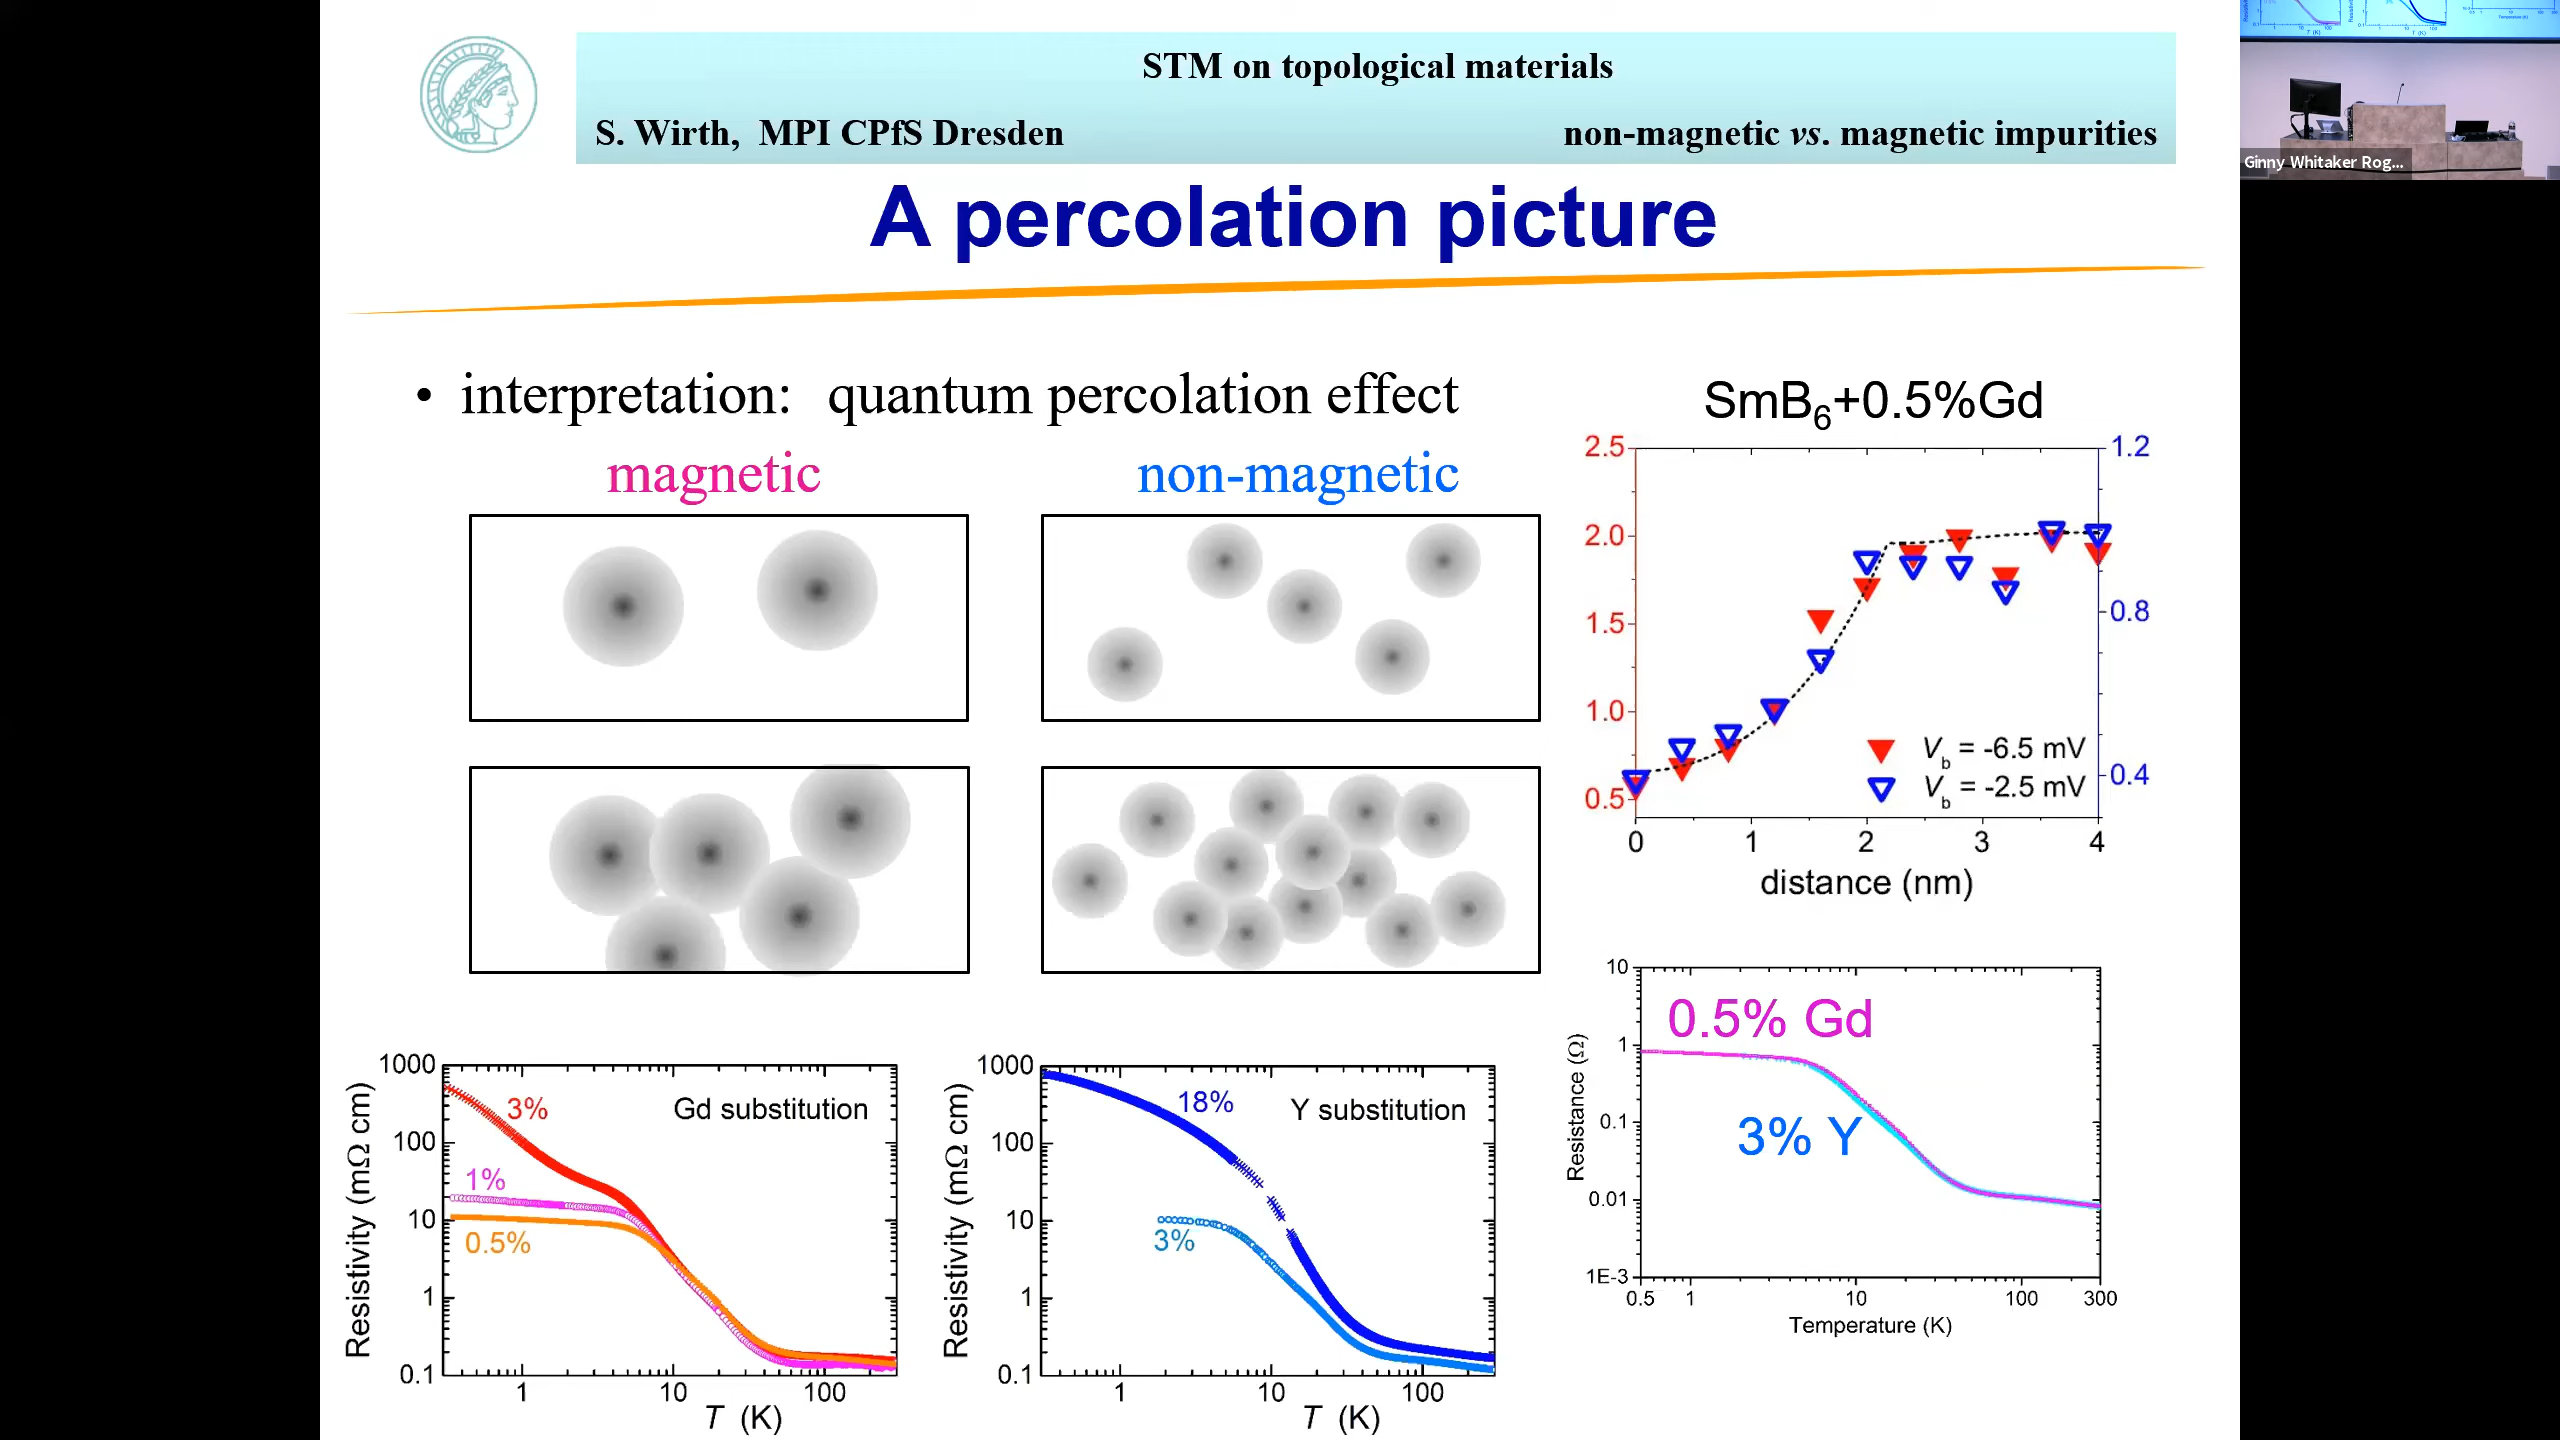 STM on topological materials
S. Wirth, MPI CPfS Dresden
non-magnetic vs. magnetic impurities
A percolation picture
• interpretation: quantum percolation effect
magnetic
non-magnetic
SmB6+0.5%Gd
2.5
2.0
1.5
1.0
0.5
1.2
0.8
0.4
Vb = -6.5 mV
Vb = -2.5 mV
0 1 2 3 4
distance (nm)
Resistivity (mΩ cm)
1000
100
10
1
0.1
3%
1%
0.5%
Gd substitution
1 10 100
T (K)
Resistivity (mΩ cm)
1000
100
10
1
0.1
18%
3%
Y substitution
1 10 100
T (K)
Resistance (Ω)
10
1
0.1
0.01
1E-3
0.5% Gd
3% Y
0.5 1 10 100 300
Temperature (K)
Ginny Whitaker Rog...